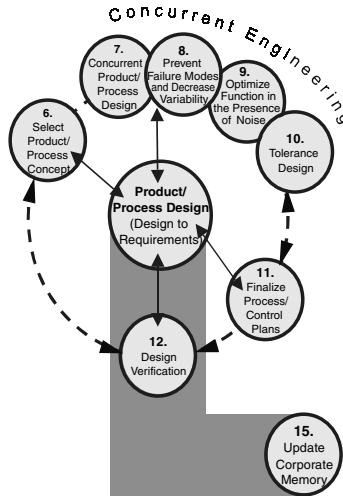 Concurrent Engineering
7.
Concurrent
Product/
Process
Design
8.
Prevent
Failure Modes
and Decrease
Variability
9.
Optimize
Function in
the Presence
of Noise
6.
Select
Product/
Process
Concept
10.
Tolerance
Design
Product/
Process Design
(Design to
Requirements)
11.
Finalize
Process/
Control
Plans
12.
Design
Verification
15.
Update
Corporate
Memory